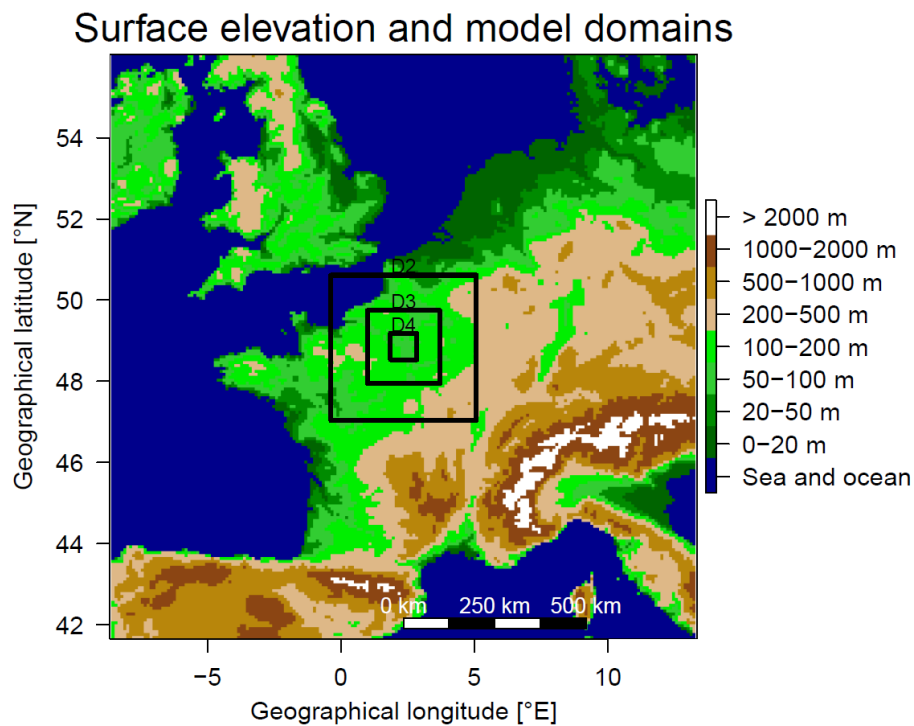 Surface elevation and model domains
Geographical latitude [°N]
54
52
50
48
46
44
42
D2
D3
D4
0 km 250 km 500 km
−5 0 5 10
Geographical longitude [°E]
> 2000 m
1000−2000 m
500−1000 m
200−500 m
100−200 m
50−100 m
20−50 m
0−20 m
Sea and ocean